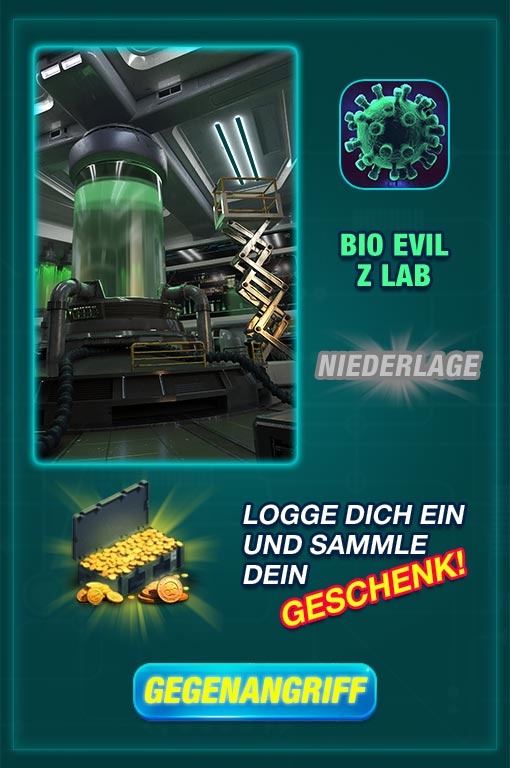 BIO EVIL
Z LAB
NIEDERLAGE
LOGGE DICH EIN
UND SAMMLE
DEIN
GESCHENK!
GEGENANGRIFF